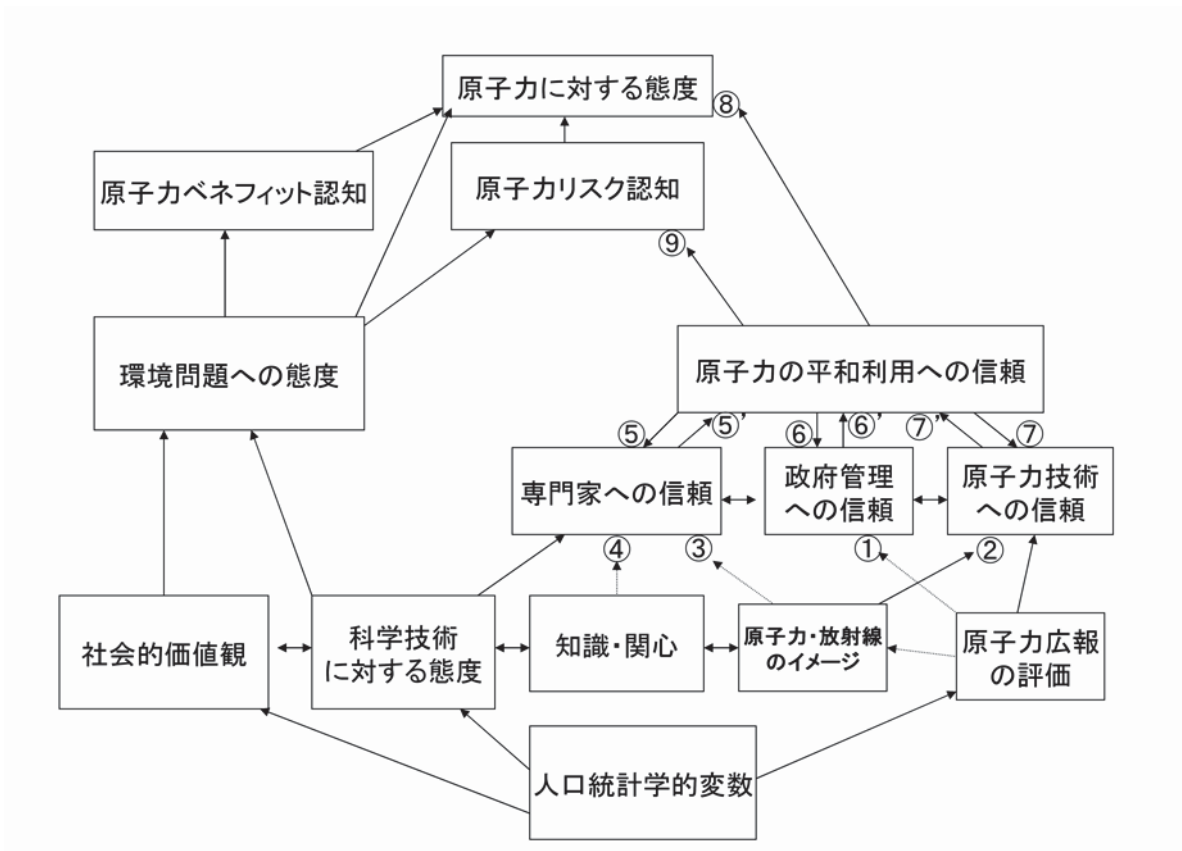 原子力に対する態度
⑧
原子力ベネフィット認知
原子力リスク認知
⑨
環境問題への態度
原子力の平和利用への信頼
⑤
⑤’
⑥
⑥’
⑦’
⑦
専門家への信頼
政府管理
への信頼
原子力技術
への信頼
④
③
①
②
社会的価値観
科学技術
に対する態度
知識・関心
原子力・放射線
のイメージ
原子力広報
の評価
人口統計学的変数